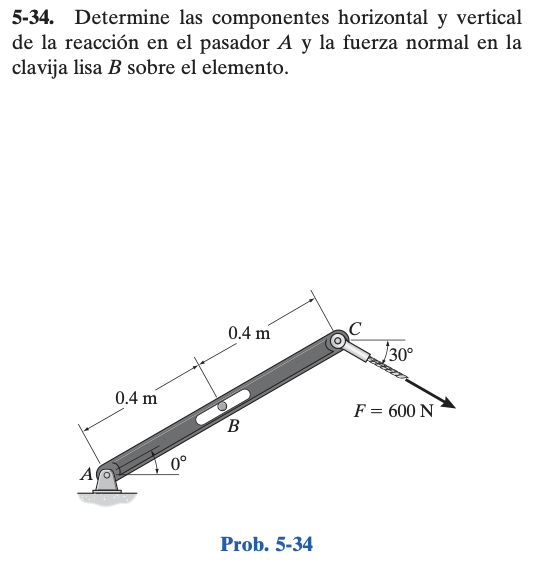 5-34. Determine las componentes horizontal y vertical
de la reacción en el pasador A y la fuerza normal en la
clavija lisa B sobre el elemento.
0.4 m
C
30°
0.4 m
F = 600 N
B
A
0°
Prob. 5-34